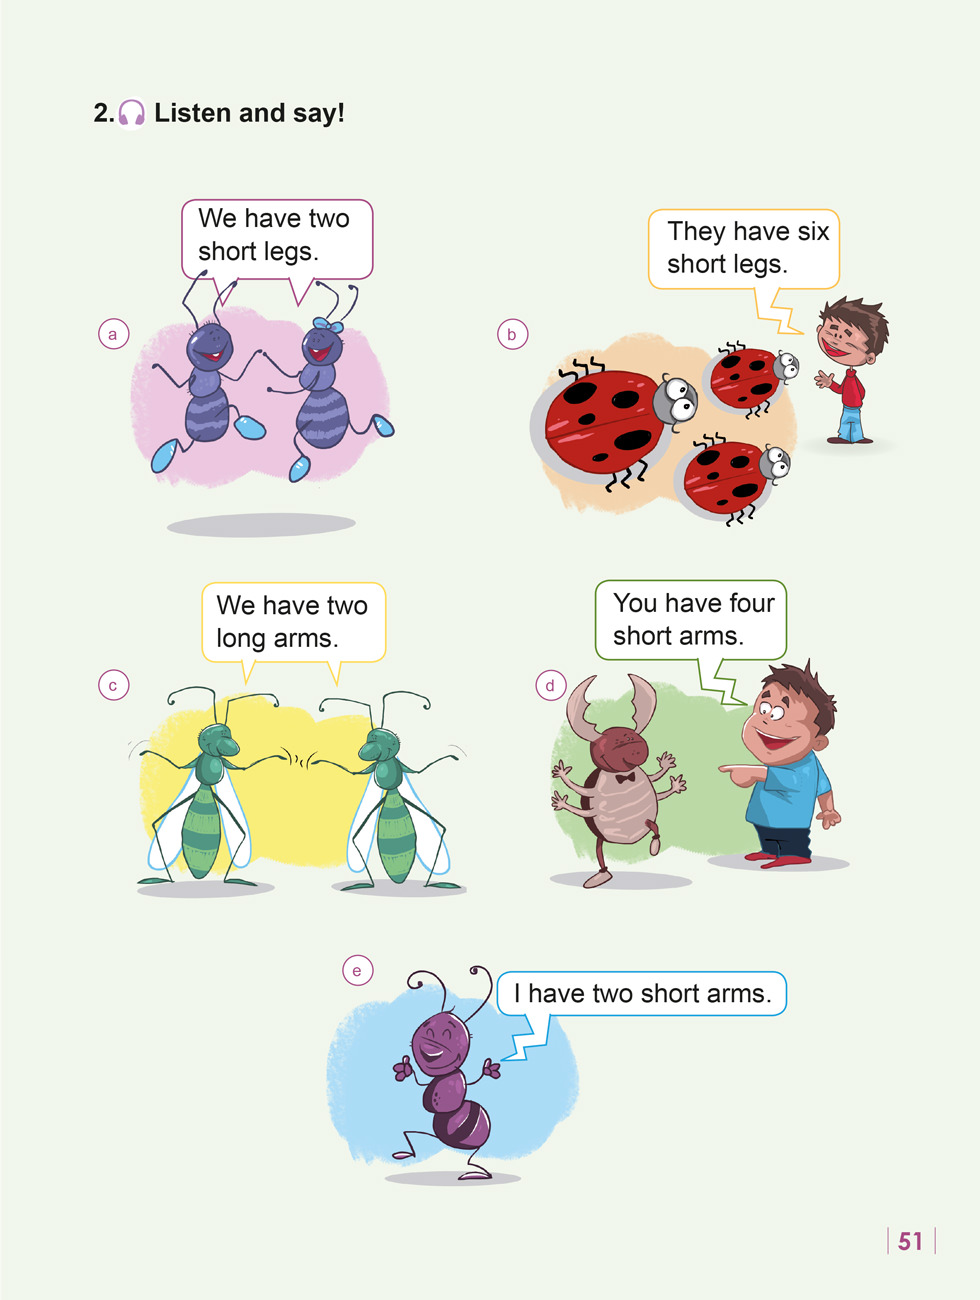 2. Listen and say!
a
We have two
short legs.
b
They have six
short legs.
c
We have two
long arms.
d
You have four
short arms.
e
I have two short arms.
51